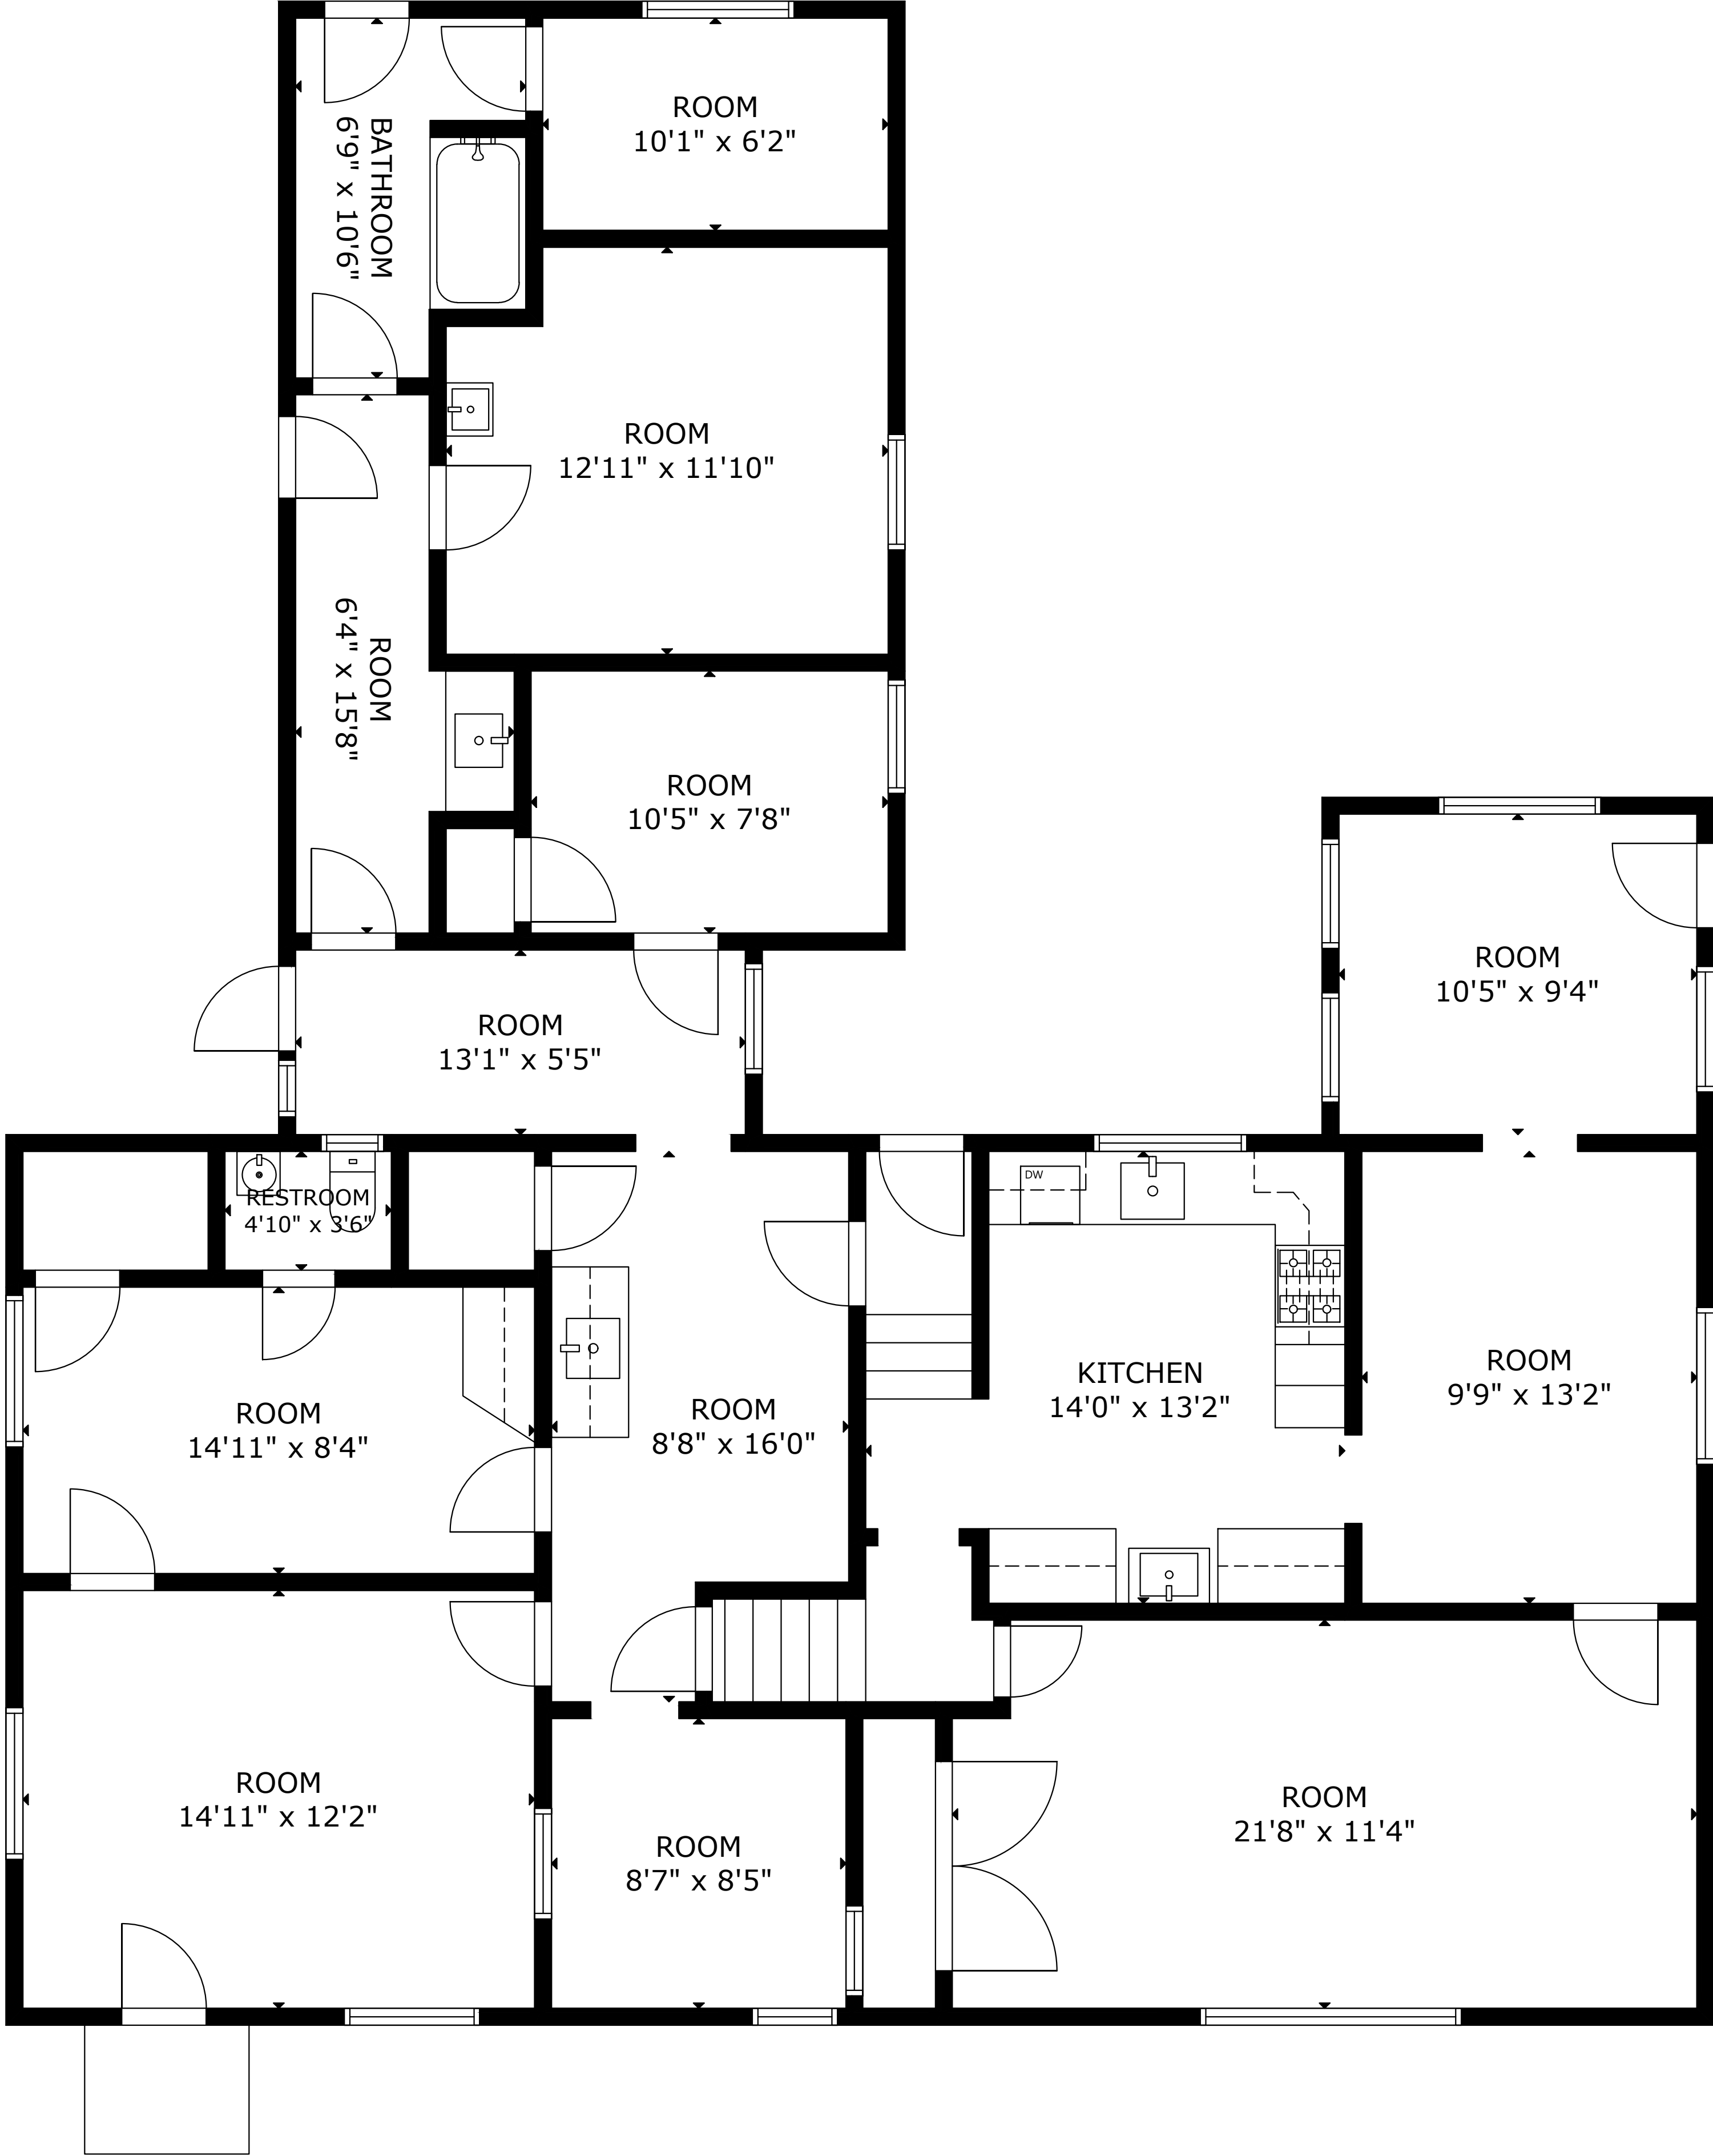 ROOM
10'1" x 6'2"
BATHROOM
6'9" x 10'6"
ROOM
12'11" x 11'10"
ROOM
6'4" x 15'8"
ROOM
10'5" x 7'8"
ROOM
10'5" x 9'4"
ROOM
13'1" x 5'5"
DW
RESTROOM
4'10" x 3'6"
ROOM
9'9" x 13'2"
KITCHEN
14'0" x 13'2"
ROOM
8'8" x 16'0"
ROOM
14'11" x 8'4"
ROOM
14'11" x 12'2"
ROOM
21'8" x 11'4"
ROOM
8'7" x 8'5"